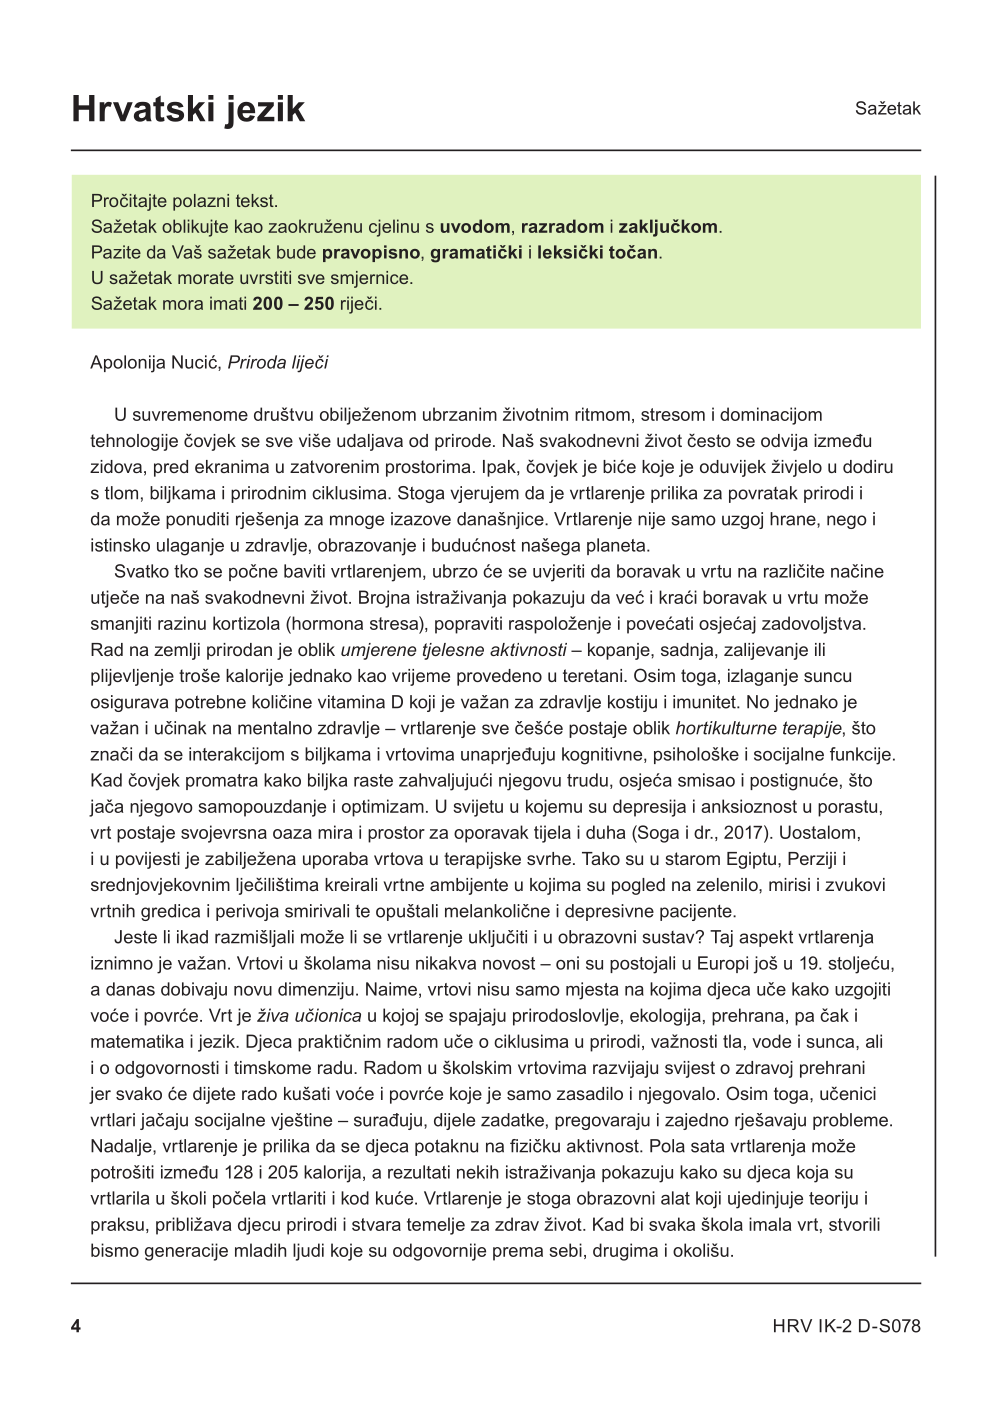 Hrvatski jezik
Sažetak
Pročitajte polazni tekst.
Sažetak oblikujte kao zaokruženu cjelinu s uvodom, razradom i zaključkom.
Pazite da Vaš sažetak bude pravopisno, gramatički i leksički točan.
U sažetak morate uvrstiti sve smjernice.
Sažetak mora imati 200 – 250 riječi.
Apolonija Nucić, Priroda liječi
U suvremenome društvu obilježenom ubrzanim životnim ritmom, stresom i dominacijom
tehnologije čovjek se sve više udaljava od prirode. Naš svakodnevni život često se odvija između
zidova, pred ekranima u zatvorenim prostorima. Ipak, čovjek je biće koje je oduvijek živjelo u dodiru
s tlom, biljkama i prirodnim ciklusima. Stoga vjerujem da je vrtlarenje prilika za povratak prirodi i
da može ponuditi rješenja za mnoge izazove današnjice. Vrtlarenje nije samo uzgoj hrane, nego i
istinsko ulaganje u zdravlje, obrazovanje i budućnost našega planeta.
Svatko tko se počne baviti vrtlarenjem, ubrzo će se uvjeriti da boravak u vrtu na različite načine
utječe na naš svakodnevni život. Brojna istraživanja pokazuju da već i kraći boravak u vrtu može
smanjiti razinu kortizola (hormona stresa), popraviti raspoloženje i povećati osjećaj zadovoljstva.
Rad na zemlji prirodan je oblik umjerene tjelesne aktivnosti – kopanje, sadnja, zalijevanje ili
plijevljenje troše kalorije jednako kao vrijeme provedeno u teretani. Osim toga, izlaganje suncu
osigurava potrebne količine vitamina D koji je važan za zdravlje kostiju i imunitet. No jednako je
važan i učinak na mentalno zdravlje – vrtlarenje sve češće postaje oblik hortikulturne terapije, što
znači da se interakcijom s biljkama i vrtovima unaprjeđuju kognitivne, psihološke i socijalne funkcije.
Kad čovjek promatra kako biljka raste zahvaljujući njegovu trudu, osjeća smisao i postignuće, što
jača njegovo samopouzdanje i optimizam. U svijetu u kojemu su depresija i anksioznost u porastu,
vrt postaje svojevrsna oaza mira i prostor za oporavak tijela i duha (Soga i dr., 2017). Uostalom,
i u povijesti je zabilježena uporaba vrtova u terapijske svrhe. Tako su u starom Egiptu, Perziji i
srednjovjekovnim lječilištima kreirali vrtne ambijente u kojima su pogled na zelenilo, mirisi i zvukovi
vrtnih gredica i perivoja smirivali te opuštali melankolične i depresivne pacijente.
Jeste li ikad razmišljali može li se vrtlarenje uključiti i u obrazovni sustav? Taj aspekt vrtlarenja
iznimno je važan. Vrtovi u školama nisu nikakva novost – oni su postojali u Europi još u 19. stoljeću,
a danas dobivaju novu dimenziju. Naime, vrtovi nisu samo mjesta na kojima djeca uče kako uzgojiti
voće i povrće. Vrt je živa učionica u kojoj se spajaju prirodoslovlje, ekologija, prehrana, pa čak i
matematika i jezik. Djeca praktičnim radom uče o ciklusima u prirodi, važnosti tla, vode i sunca, ali
i o odgovornosti i timskome radu. Radom u školskim vrtovima razvijaju svijest o zdravoj prehrani
jer svako će dijete rado kušati voće i povrće koje je samo zasadilo i njegovalo. Osim toga, učenici
vrtlari jačaju socijalne vještine – surađuju, dijele zadatke, pregovaraju i zajedno rješavaju probleme.
Nadalje, vrtlarenje je prilika da se djeca potaknu na fizičku aktivnost. Pola sata vrtlarenja može
potrošiti između 128 i 205 kalorija, a rezultati nekih istraživanja pokazuju kako su djeca koja su
vrtlarila u školi počela vrtlariti i kod kuće. Vrtlarenje je stoga obrazovni alat koji ujedinjuje teoriju i
praksu, približava djecu prirodi i stvara temelje za zdrav život. Kad bi svaka škola imala vrt, stvorili
bismo generacije mladih ljudi koje su odgovornije prema sebi, drugima i okolišu.
4
HRV IK-2 D-S078